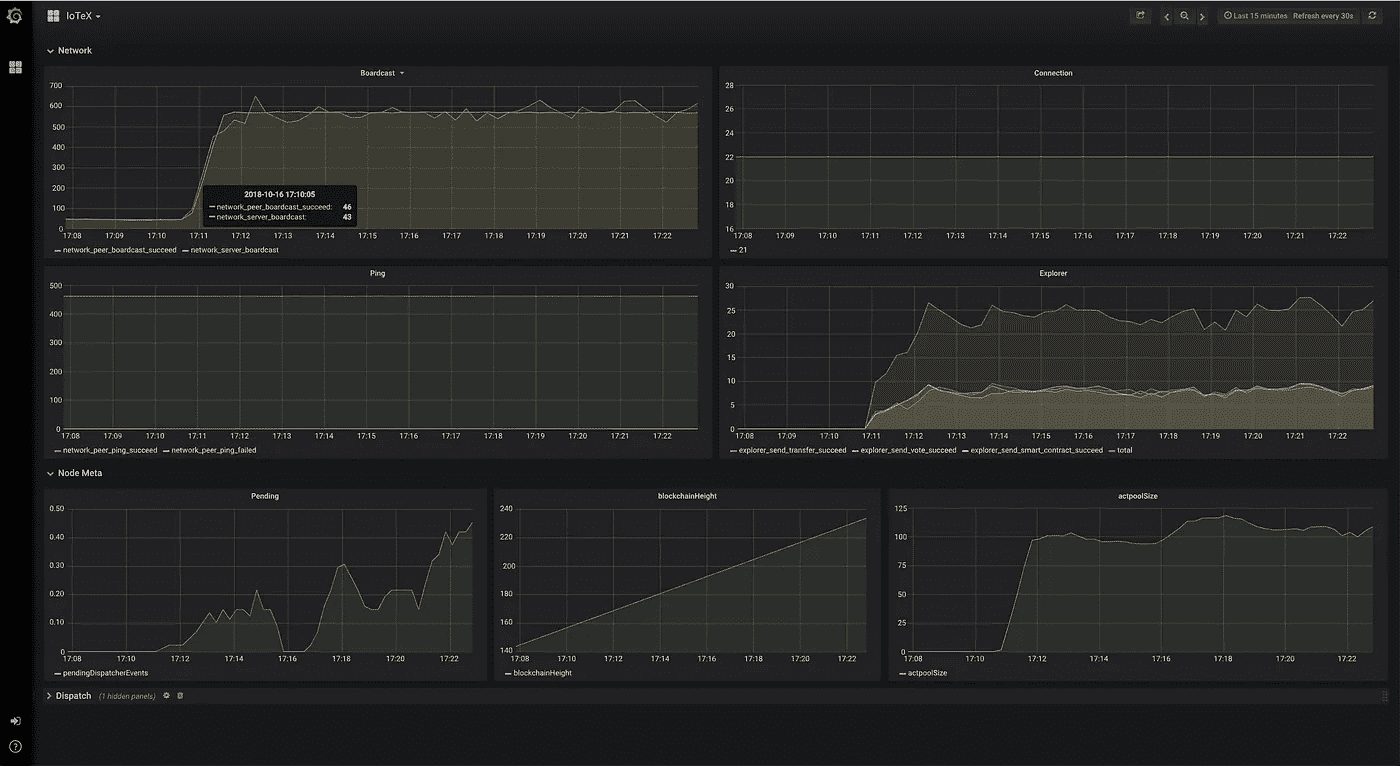 IoTeX
Last 15 minutes Refresh every 30s
Network
Boardcast
700
600
500
400
300
200
100
0
17:08 17:09 17:10 17:11 17:12 17:13 17:14 17:15 17:16 17:17 17:18 17:19 17:20 17:21 17:22
2018-10-16 17:10:05
network_peer_boardcast_succeed: 46
network_server_boardcast: 43
network_peer_boardcast_succeed network_server_boardcast
Connection
28
26
24
22
20
18
16
17:08 17:09 17:10 17:11 17:12 17:13 17:14 17:15 17:16 17:17 17:18 17:19 17:20 17:21 17:22
21
Ping
500
400
300
200
100
0
17:08 17:09 17:10 17:11 17:12 17:13 17:14 17:15 17:16 17:17 17:18 17:19 17:20 17:21 17:22
network_peer_ping_succeed network_peer_ping_failed
Explorer
30
25
20
15
10
5
0
17:08 17:09 17:10 17:11 17:12 17:13 17:14 17:15 17:16 17:17 17:18 17:19 17:20 17:21 17:22
explorer_send_transfer_succeed explorer_send_vote_succeed explorer_send_smart_contract_succeed total
Node Meta
Pending
0.50
0.40
0.30
0.20
0.10
0
17:08 17:10 17:12 17:14 17:16 17:18 17:20 17:22
pendingDispatcherEvents
blockchainHeight
240
220
200
180
160
140
17:08 17:10 17:12 17:14 17:16 17:18 17:20 17:22
blockchainHeight
actpoolSize
125
100
75
50
25
0
17:08 17:10 17:12 17:14 17:16 17:18 17:20 17:22
actpoolSize
Dispatch (1 hidden panels)
?